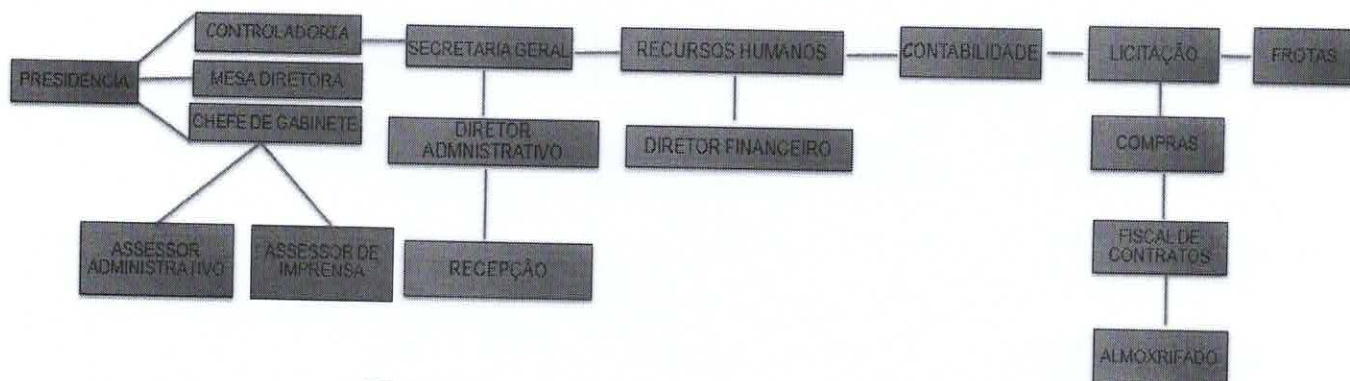 CONTROLADORIA
SECRETARIA GERAL
RECURSOS HUMANOS
CONTABILIDADE
LICITAÇÃO
FROTAS
PRESIDENCIA
MESA DIRETORA
CHEFE DE GABINETE
DIRETOR
ADMNISTRATIVO
DIRETOR FINANCEIRO
COMPRAS
ASSESSOR
ADMINISTRATIVO
ASSESSOR DE
IMPRENSA
RECEPÇÃO
FISCAL DE
CONTRATOS
ALMOXRIFADO